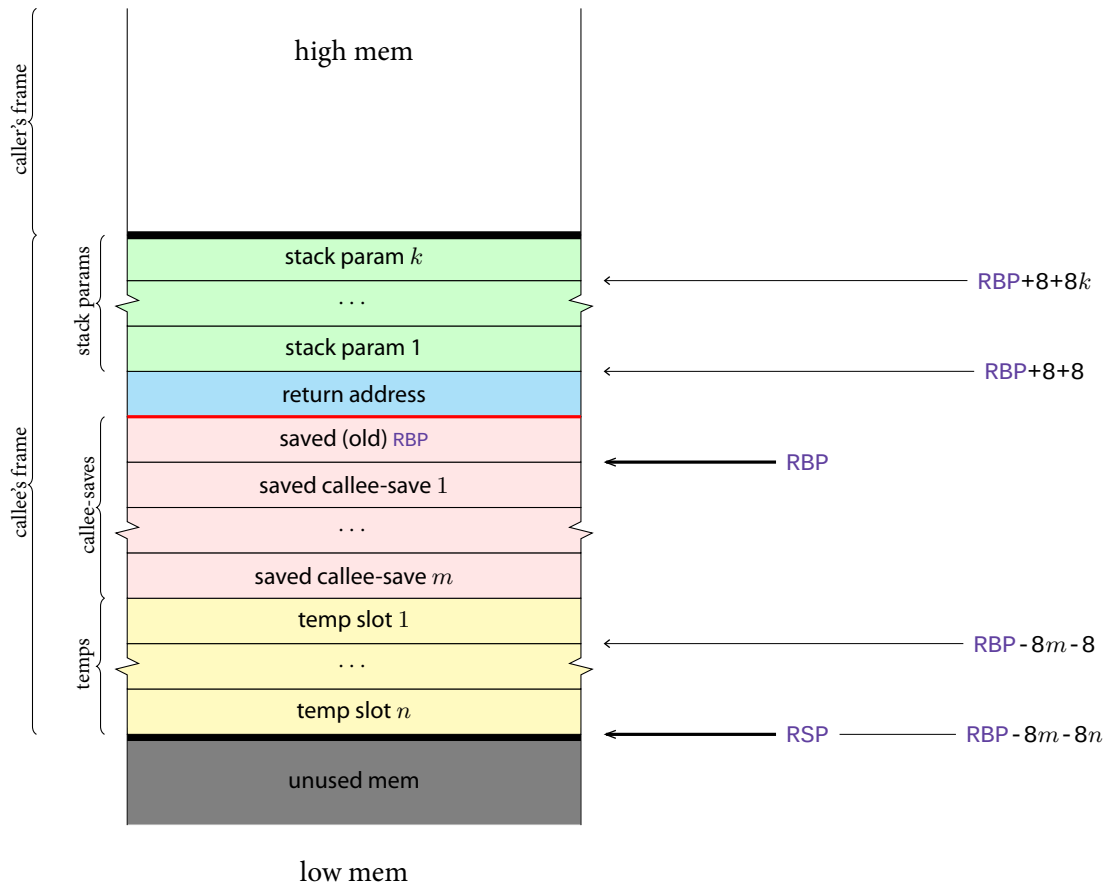 high mem
caller's frame
stack params
stack param k
RBP+8+8k
...
stack param 1
RBP+8+8
return address
callee's frame
callee-saves
saved (old) RBP
RBP
saved callee-save 1
...
saved callee-save m
temps
temp slot 1
RBP-8m-8
...
temp slot n
RSP
RBP-8m-8n
unused mem
low mem